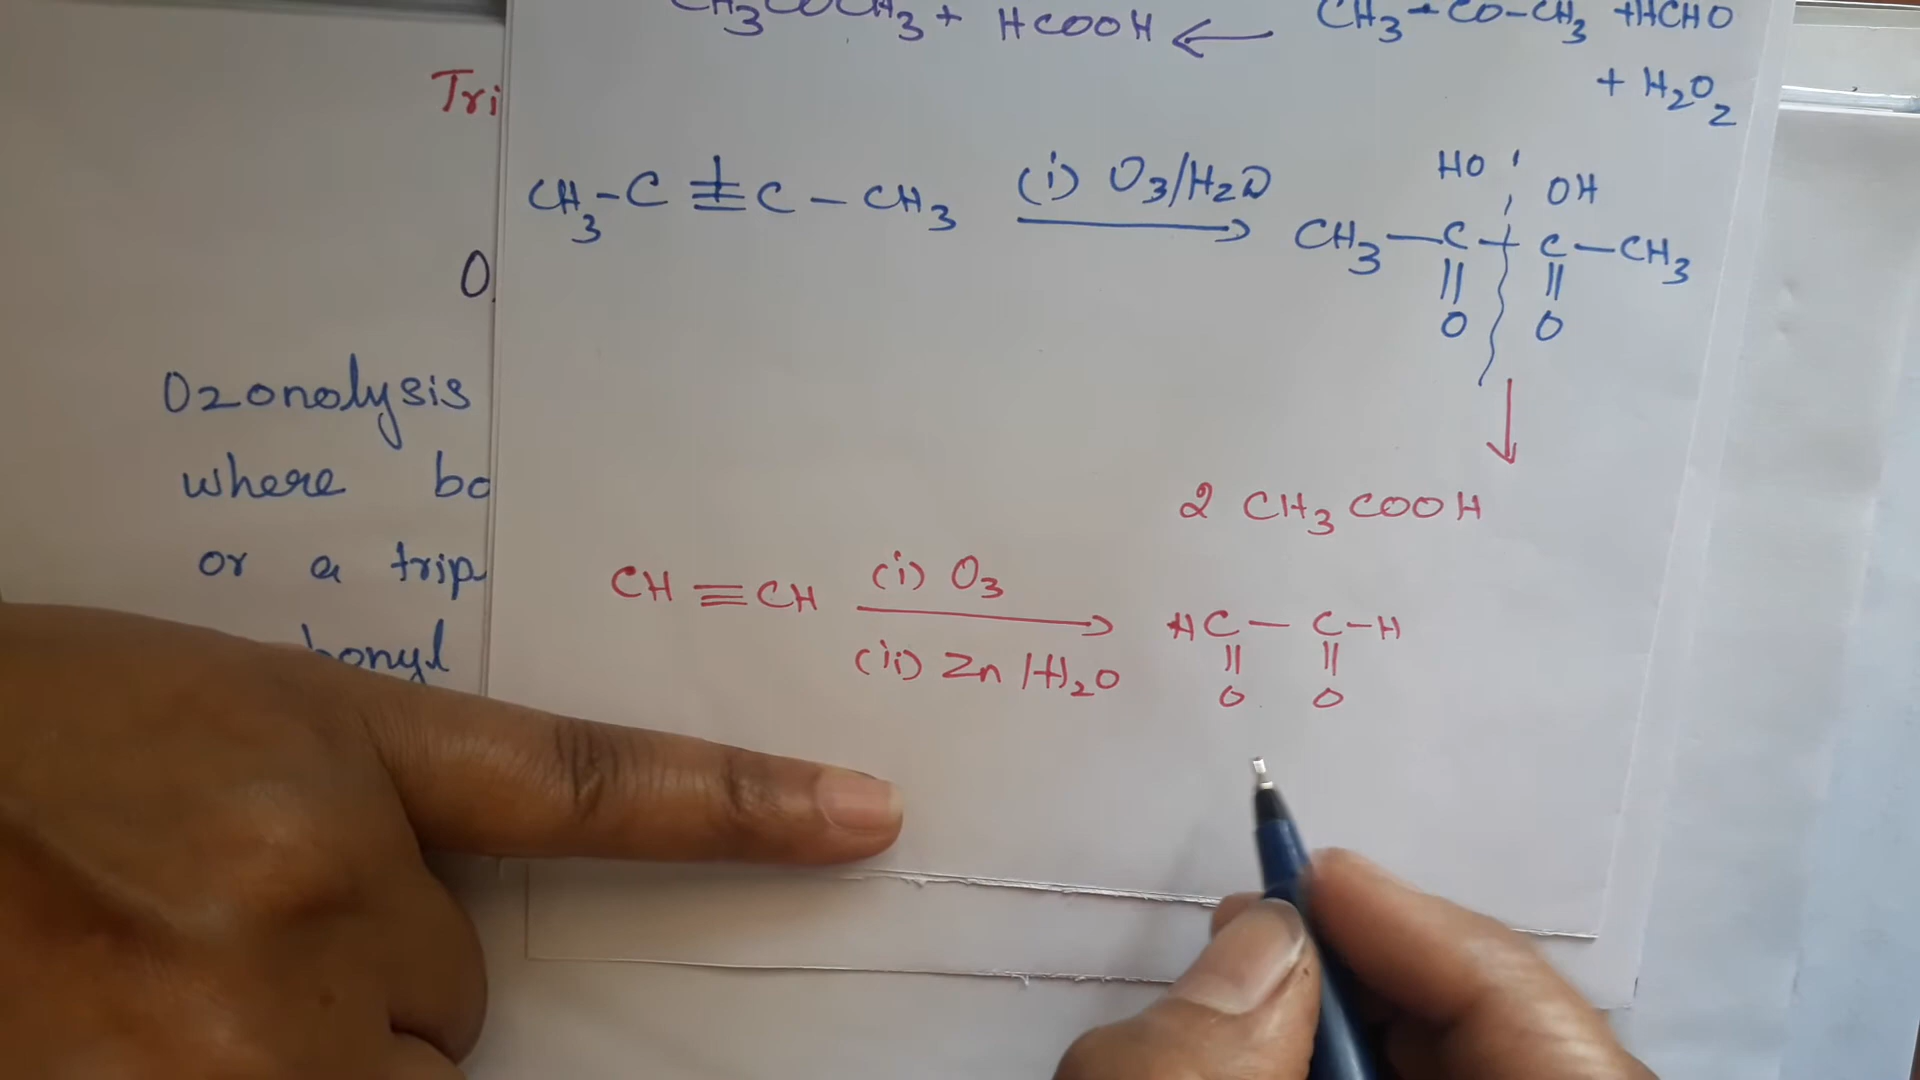 CH3COCH3 + HCOOH ← CH3-CO-CH3 + HCHO
+ H2O2
Tri
CH3-C≡C-CH3 (i) O3/H2O → CH3-C-C-CH3
HO OH
|| ||
O O
O
Ozonolysis
where bo
or a trip
bonyl
↓
2 CH3COOH
CH≡CH (i) O3 → HC-C-H
(ii) Zn/H2O || ||
O O